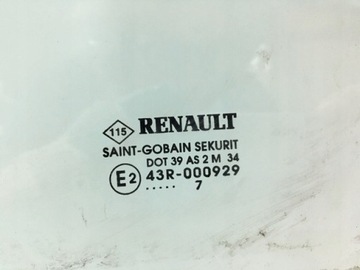 115 RENAULT
SAINT-GOBAIN SEKURIT
DOT 39 AS 2 M 34
E2 43R-000929
..... 7